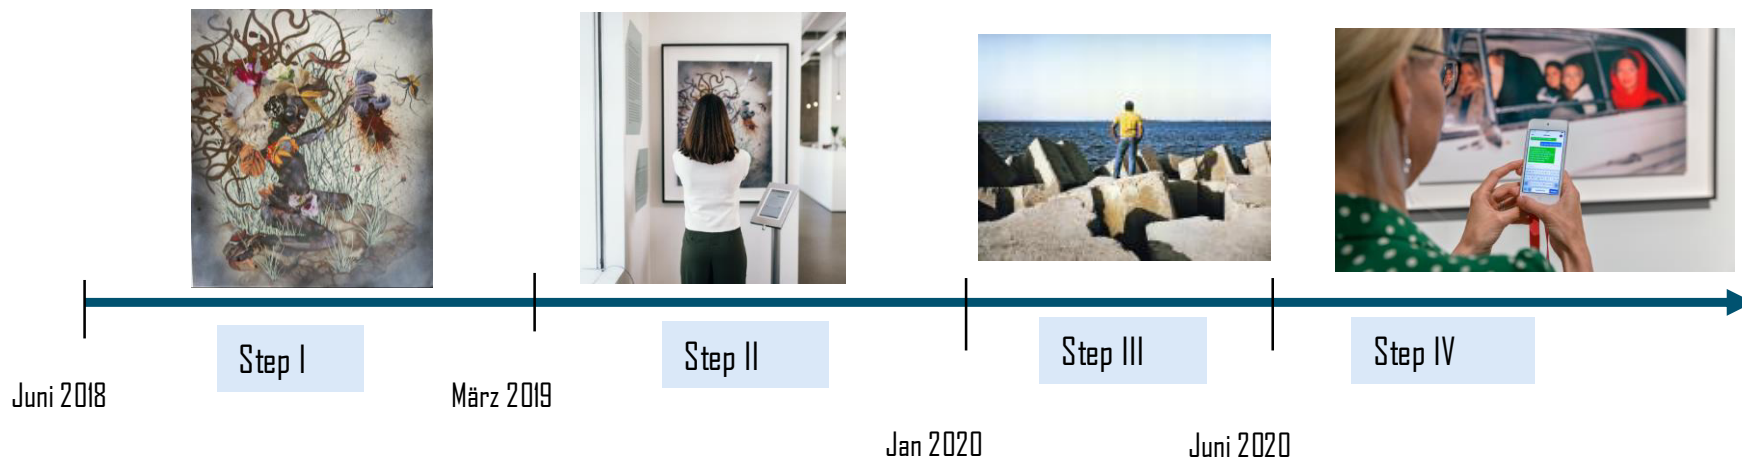 Step I
Step II
Step III
Step IV
Juni 2018
März 2019
Jan 2020
Juni 2020